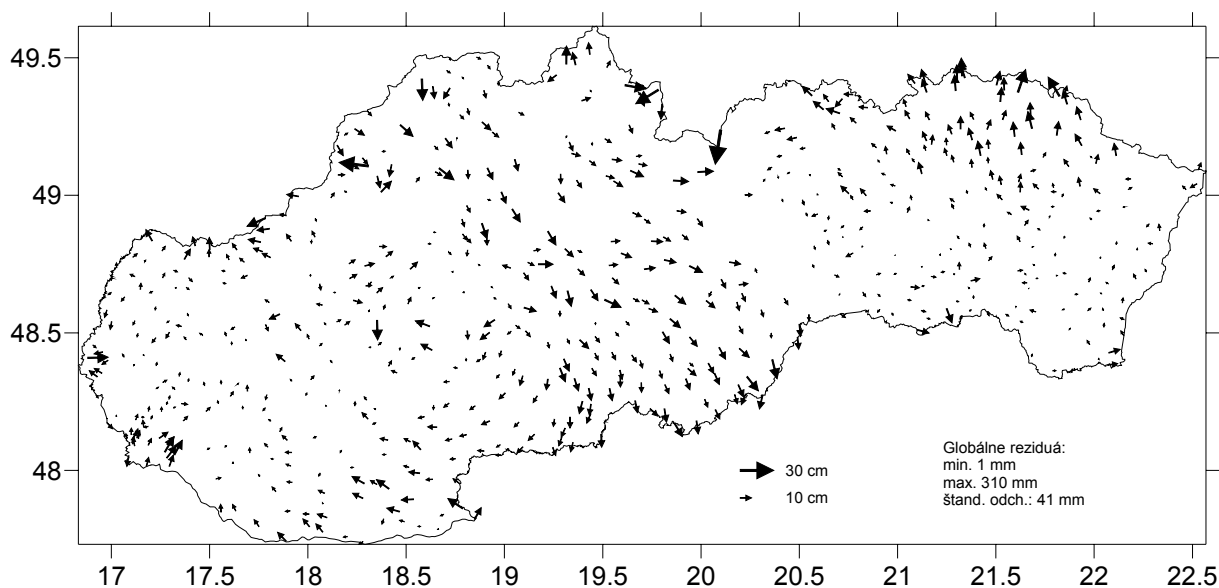 49.5
49
48.5
48
Globálne reziduá:
min. 1 mm
max. 310 mm
štand. odch.: 41 mm
30 cm
10 cm
17 17.5 18 18.5 19 19.5 20 20.5 21 21.5 22 22.5